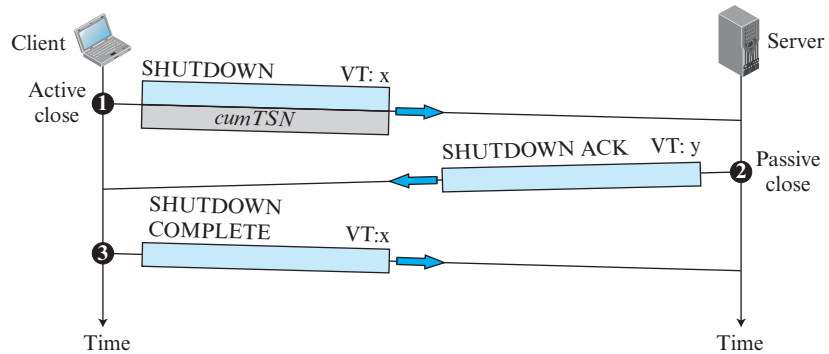 Client
Server
SHUTDOWN VT: x
Active
close
1
cumTSN
SHUTDOWN ACK VT: y
2
Passive
close
SHUTDOWN
COMPLETE VT:x
3
Time Time